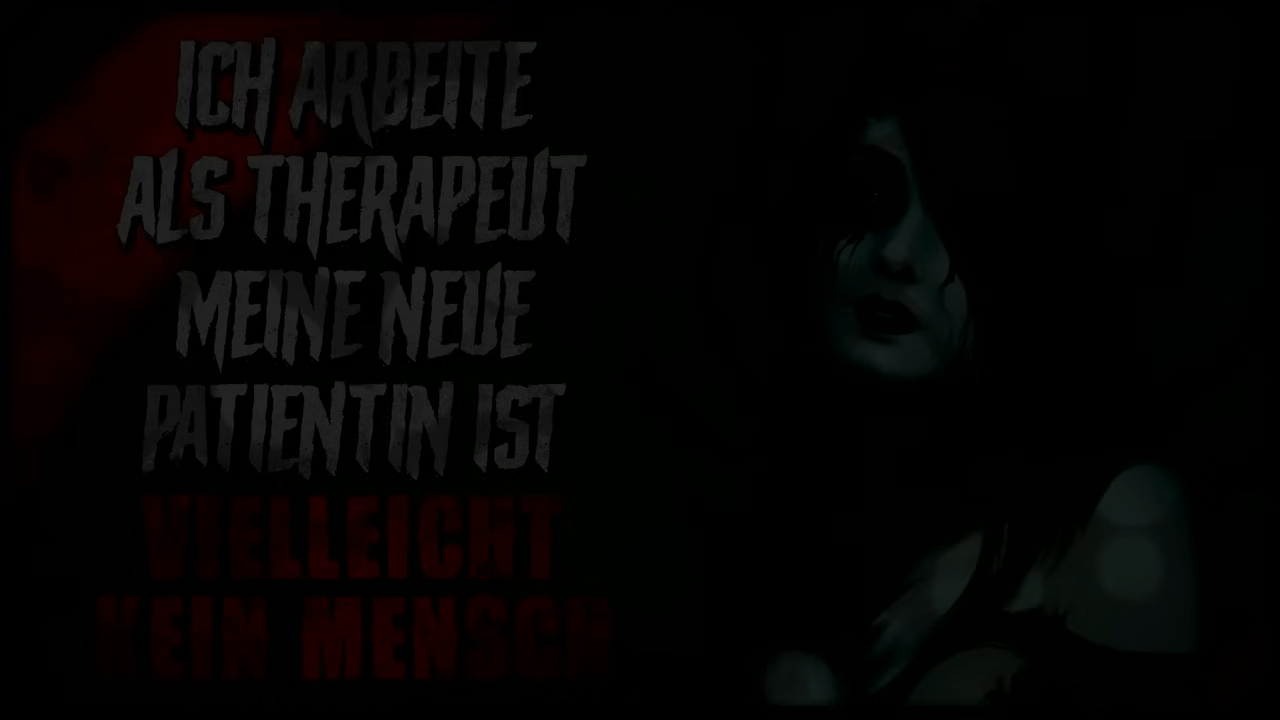 ICH ARBEITE
ALS THERAPEUT
MEINE NEUE
PATIENTIN IST
VIELLEICHT
KEIN MENSCH